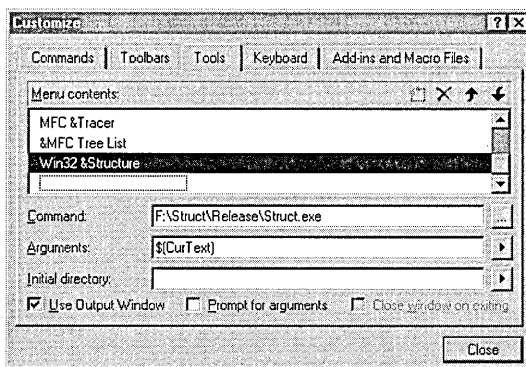 Customize
Commands Toolbars Tools Keyboard Add-ins and Macro Files
Menu contents:
MFC &Tracer
&MFC Tree List
Win32 &Structure
Command: F:\Struct\Release\Struct.exe ...
Arguments: $(CurText)
Initial directory:
Use Output Window Prompt for arguments Close window on exiting
Close